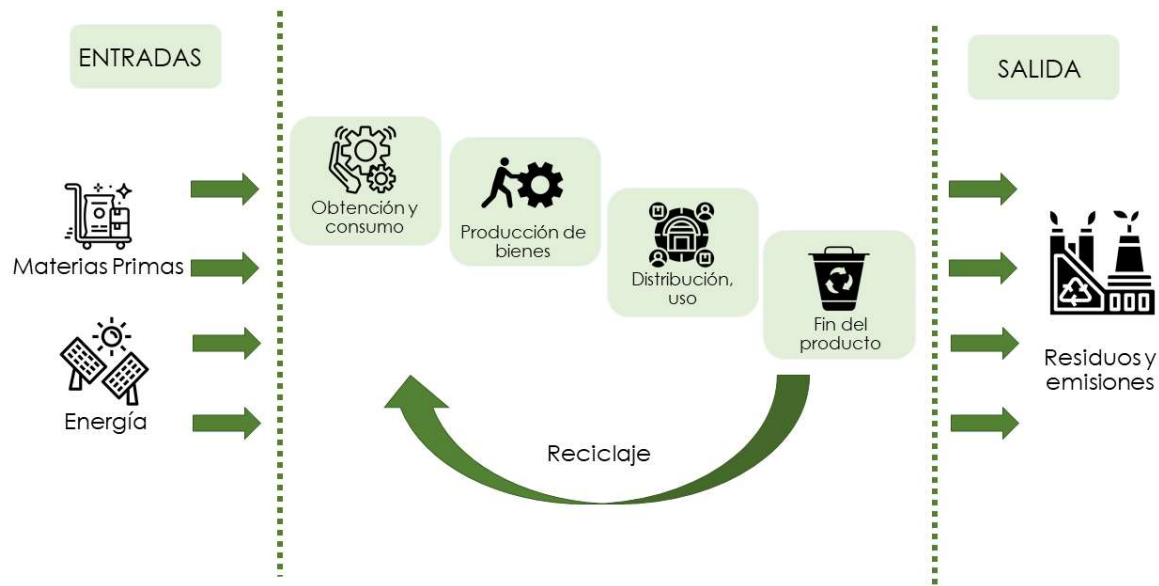 ENTRADAS
SALIDA
Materias Primas
Energía
Obtención y
consumo
Producción de
bienes
Distribución,
uso
Fin del
producto
Reciclaje
Residuos y
emisiones